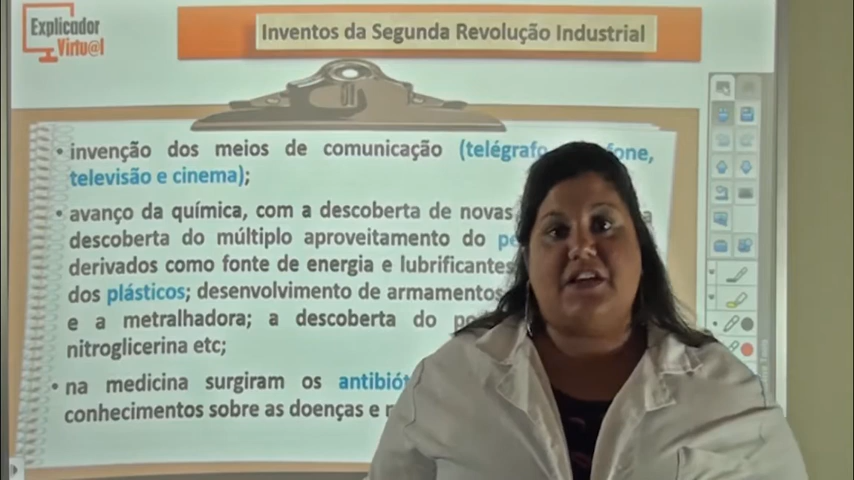 Explicador
Virtu@l
Inventos da Segunda Revolução Industrial
• invenção dos meios de comunicação (telégrafo,
televisão e cinema);
• avanço da química, com a descoberta de novas
descoberta do múltiplo aproveitamento do
derivados como fonte de energia e lubrificantes
dos plásticos; desenvolvimento de armamentos
e a metralhadora; a descoberta do
nitroglicerina etc;
• na medicina surgiram os
conhecimentos sobre as doenças e